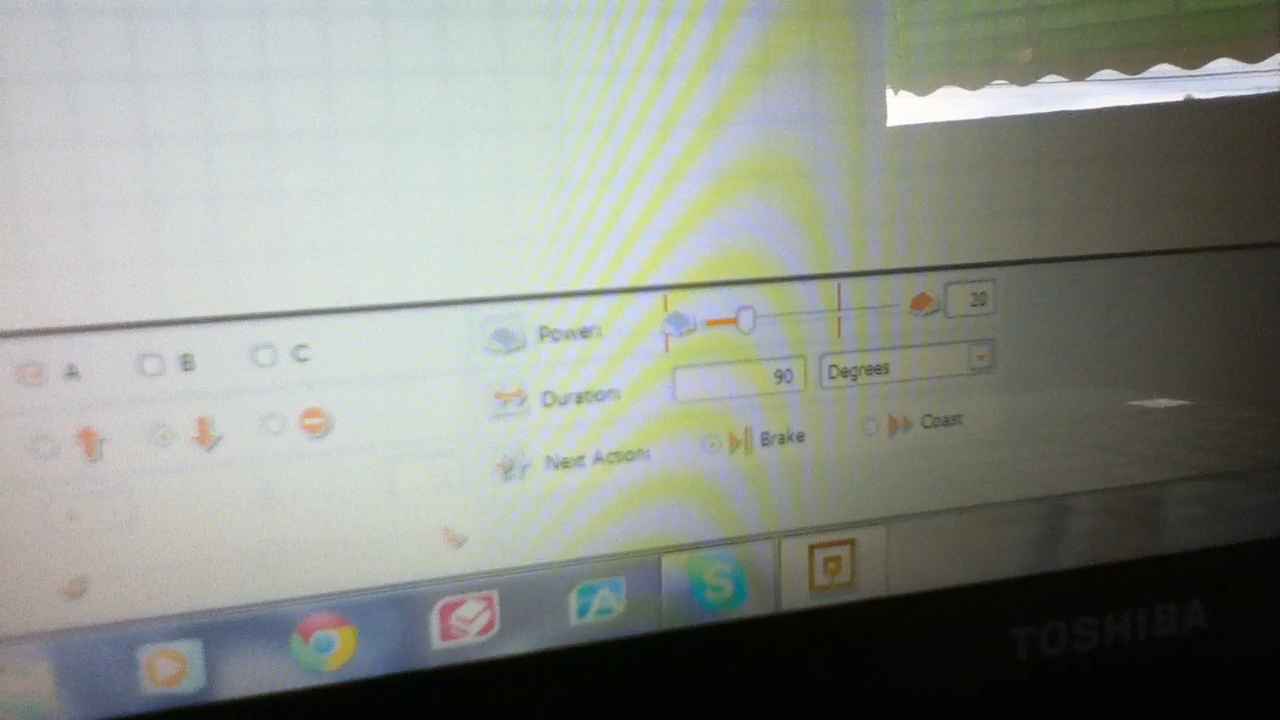 A B C
Power: 20
Duration: 90 Degrees
Next Action: Brake Coast
S
TOSHIBA